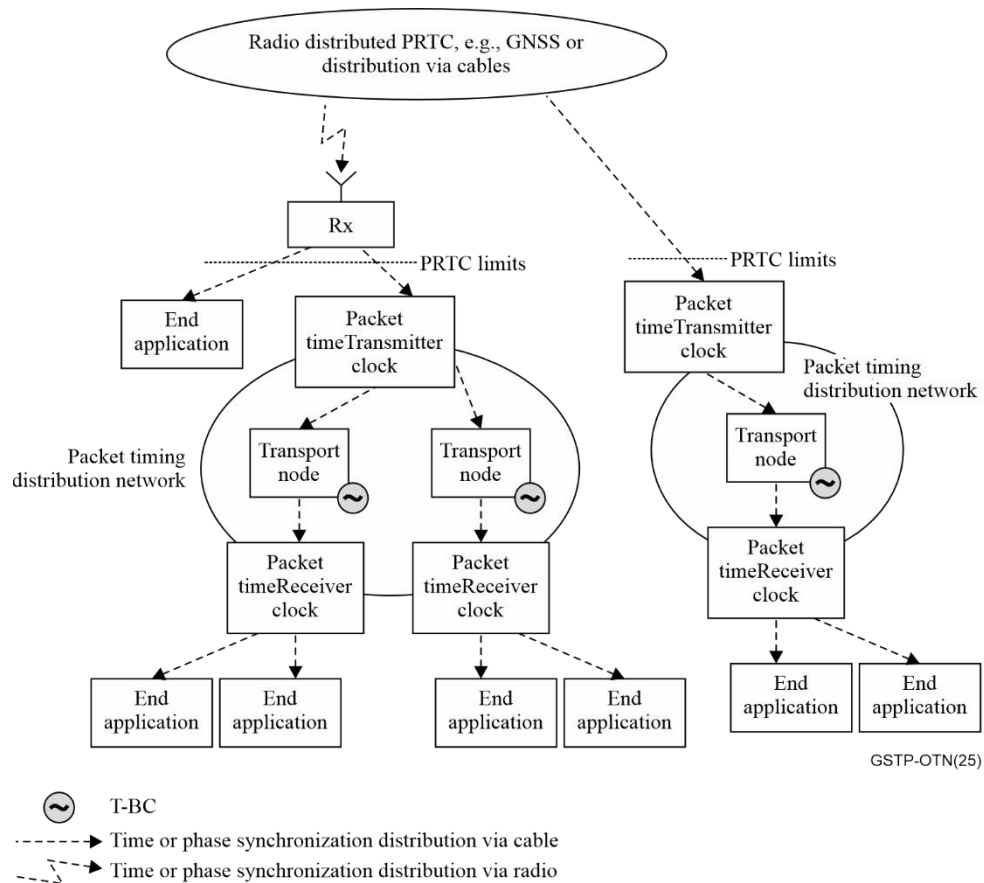 Radio distributed PRTC, e.g., GNSS or
distribution via cables
Rx
PRTC limits
PRTC limits
End
application
Packet
timeTransmitter
clock
Packet
timeTransmitter
clock
Packet timing
distribution network
Packet timing
distribution network
Transport
node
Transport
node
Transport
node
Packet
timeReceiver
clock
Packet
timeReceiver
clock
Packet
timeReceiver
clock
End
application
End
application
End
application
End
application
End
application
End
application
GSTP-OTN(25)
T-BC
Time or phase synchronization distribution via cable
Time or phase synchronization distribution via radio